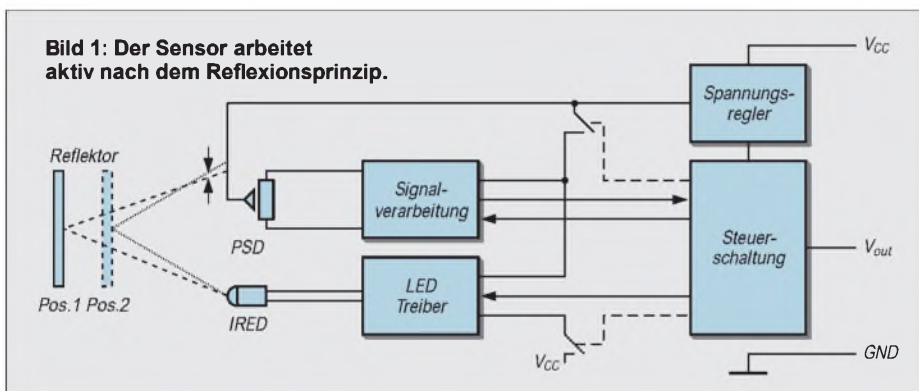 Bild 1: Der Sensor arbeitet
aktiv nach dem Reflexionsprinzip.
Reflektor
Pos.1 Pos.2
PSD
IRED
Signal-
verarbeitung
LED
Treiber
VCC
Spannungs-
regler
Steuer-
schaltung
VCC
Vout
GND